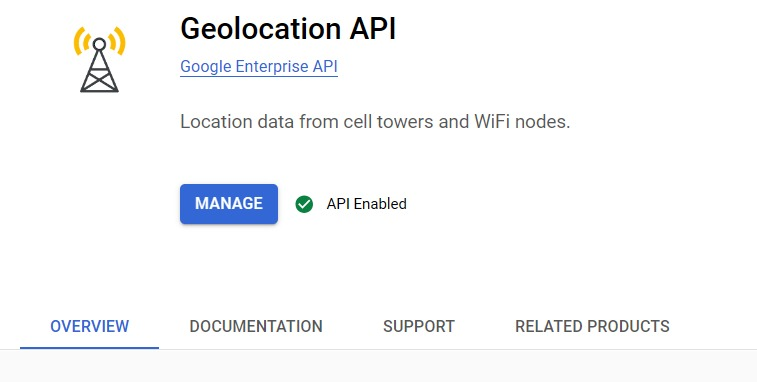 Geolocation API
Google Enterprise API
Location data from cell towers and WiFi nodes.
MANAGE API Enabled
OVERVIEW DOCUMENTATION SUPPORT RELATED PRODUCTS